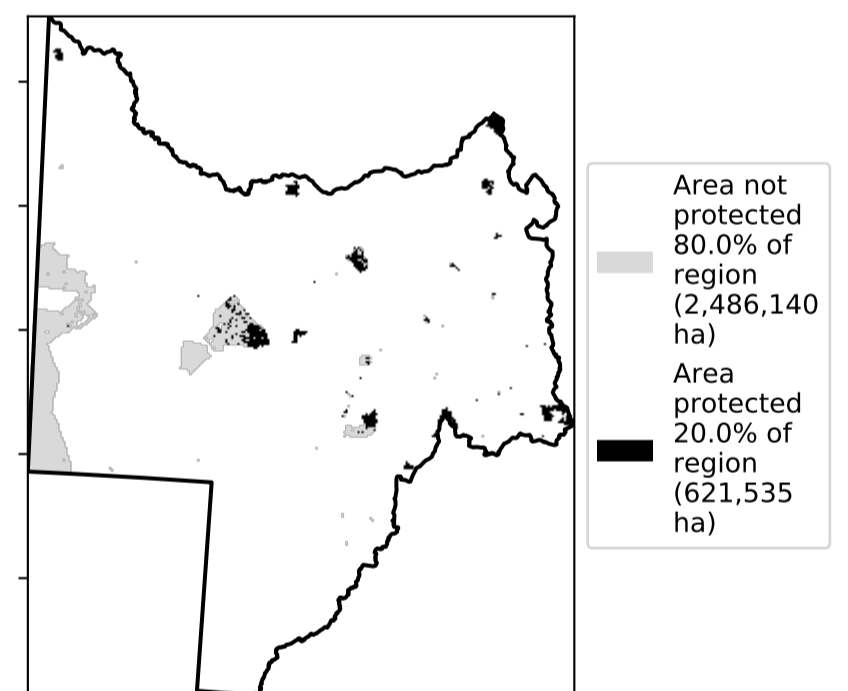 Area not
protected
80.0% of
region
(2,486,140
ha)
Area
protected
20.0% of
region
(621,535
ha)